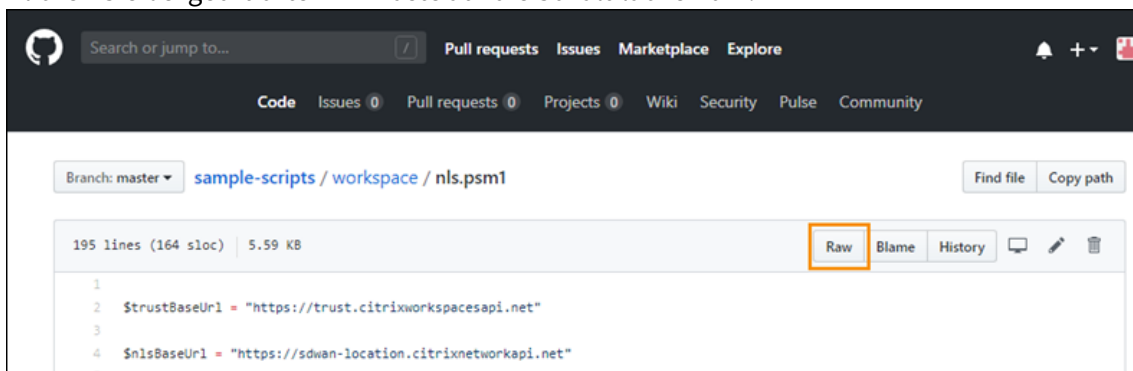 Search or jump to... / Pull requests Issues Marketplace Explore
Code Issues 0 Pull requests 0 Projects 0 Wiki Security Pulse Community
Branch: master sample-scripts / workspace / nls.psm1 Find file Copy path
195 lines (164 sloc) 5.59 KB Raw Blame History
1
2 $trustBaseUrl = "https://trust.citrixworkspacesapi.net"
3
4 $nlsBaseUrl = "https://sdwan-location.citrixnetworkapi.net"